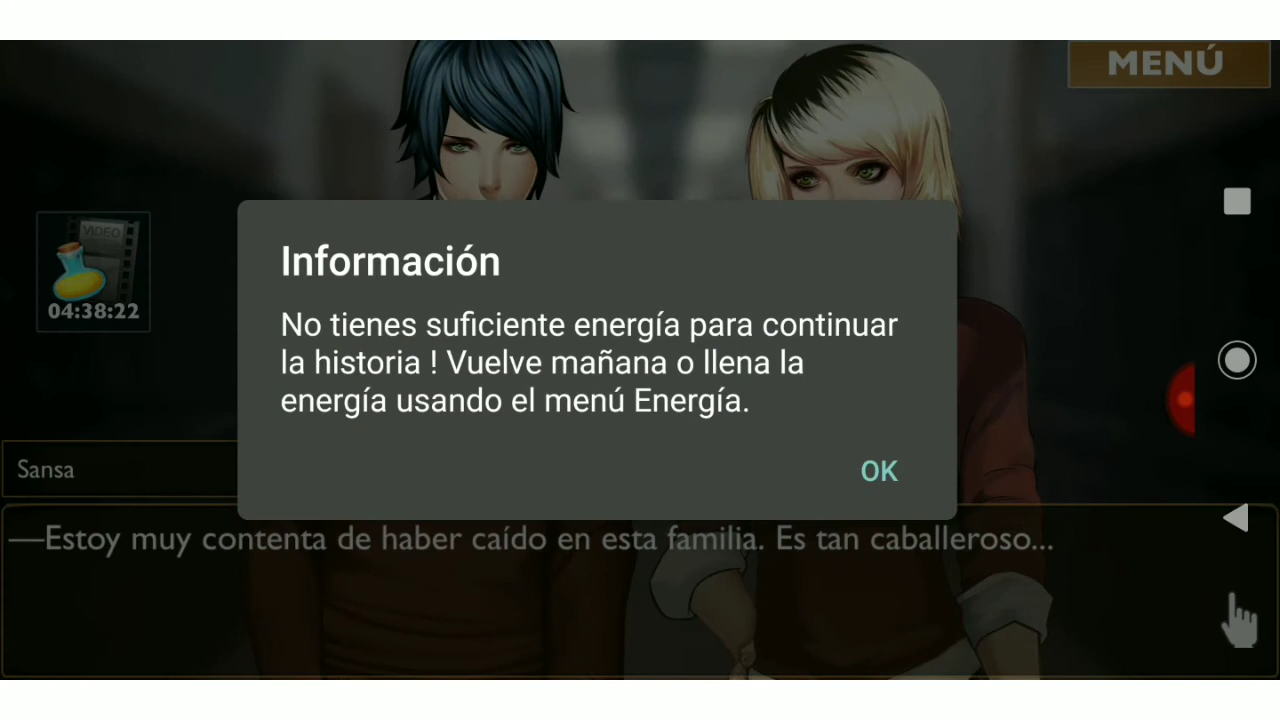 MENÚ
VIDEO
04:38:22
Información
No tienes suficiente energía para continuar
la historia ! Vuelve mañana o llena la
energía usando el menú Energía.
OK
Sansa
—Estoy muy contenta de haber caído en esta familia. Es tan caballeroso...